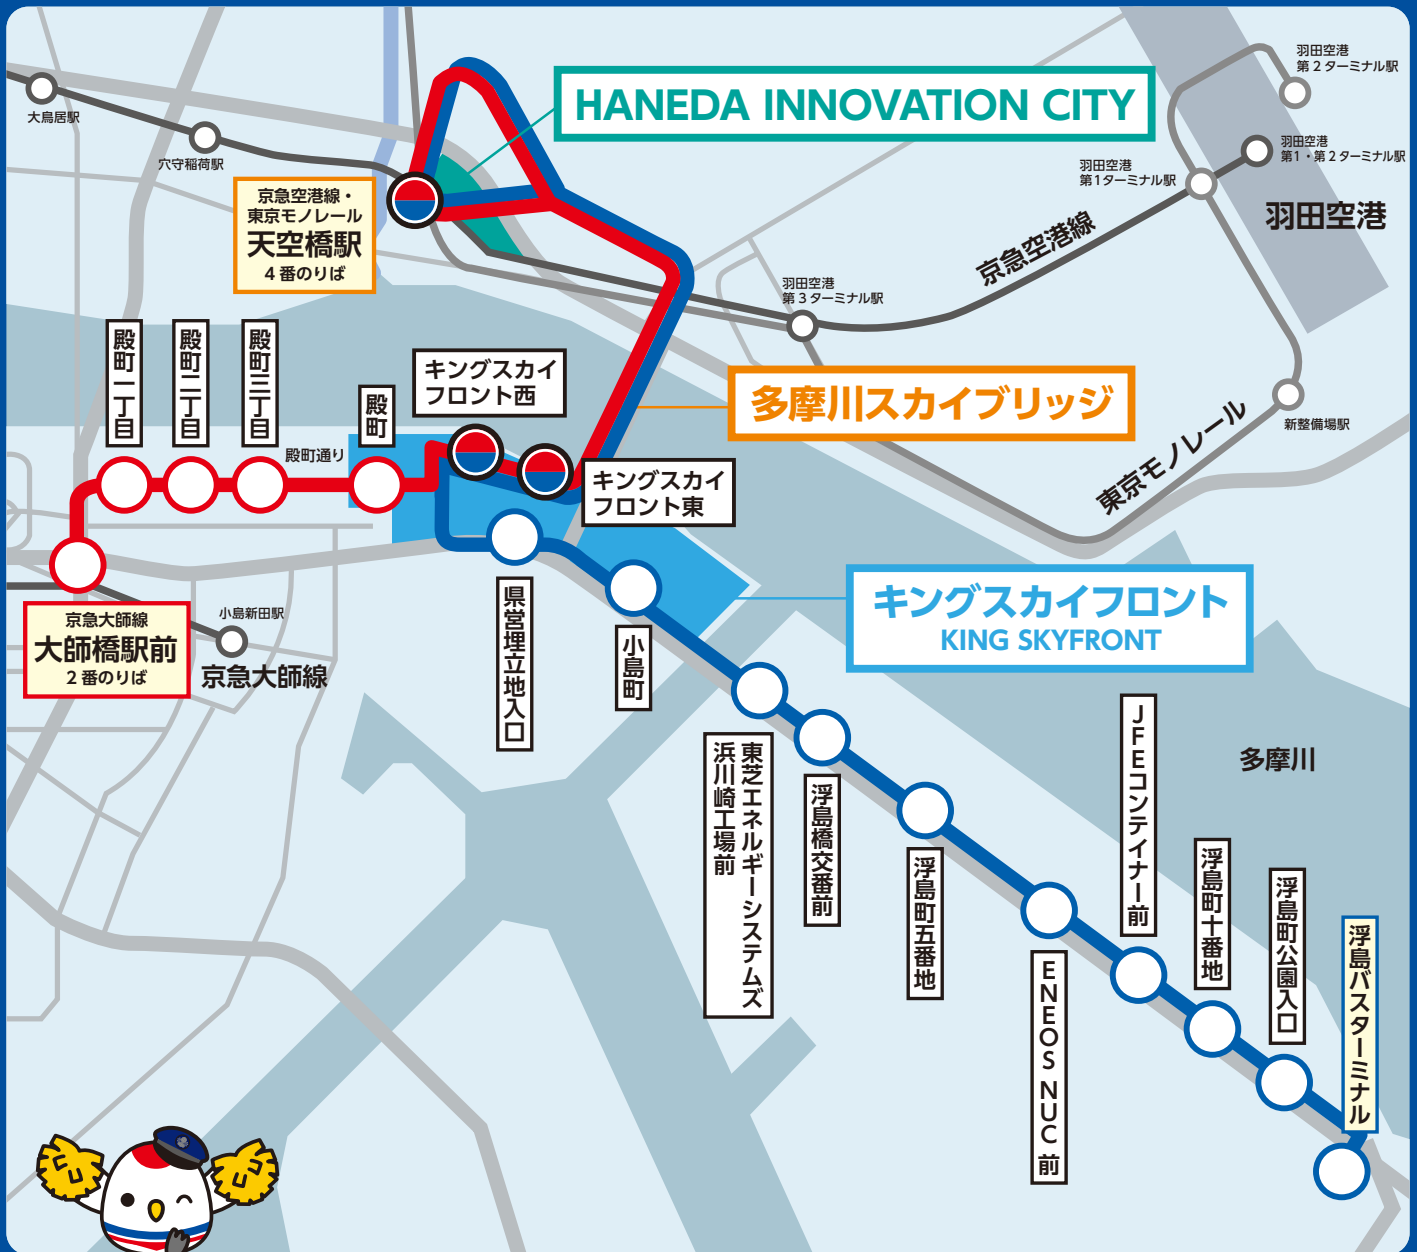 羽田空港
第２ターミナル駅
HANEDA INNOVATION CITY
大鳥居駅
穴守稲荷駅
羽田空港
第1・第２ターミナル駅
羽田空港
第1ターミナル駅
京急空港線・
東京モノレール
天空橋駅
4 番のりば
羽田空港
京急空港線
羽田空港
第３ターミナル駅
殿町一丁目
殿町二丁目
殿町三丁目
殿町
キングスカイ
フロント西
多摩川スカイブリッジ
新整備場駅
殿町通り
キングスカイ
フロント東
東京モノレール
京急大師線
大師橋駅前
2 番のりば
小島新田駅
京急大師線
県営埋立地入口
小島町
キングスカイフロント
KING SKYFRONT
東芝エネルギーシステムズ
浜川崎工場前
浮島橋交番前
浮島町五番地
ENEOS NUC 前
JFEコンテイナー前
多摩川
浮島町十番地
浮島町公園入口
浮島バスターミナル